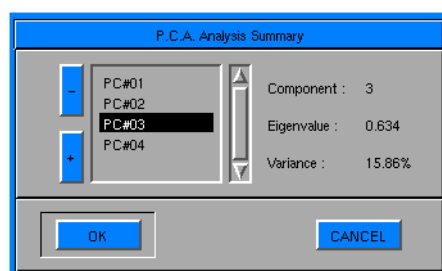 P.C.A. Analysis Summary
-
+
PC#01
PC#02
PC#03
PC#04
Component : 3
Eigenvalue : 0.634
Variance : 15.86%
OK
CANCEL